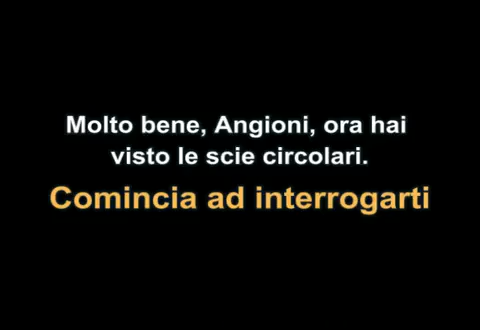 Molto bene, Angioni, ora hai
visto le scie circolari.
Comincia ad interrogarti